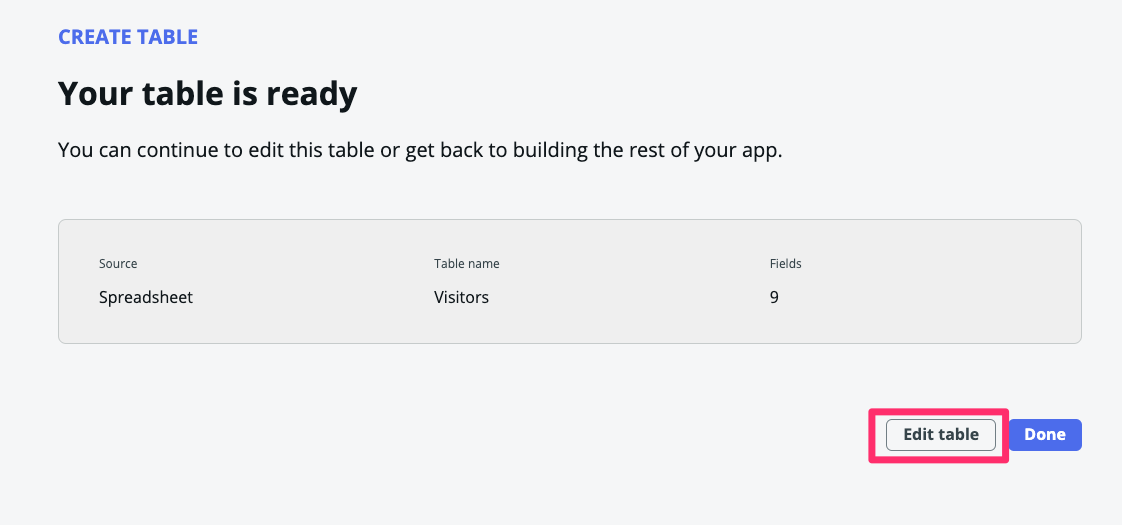 CREATE TABLE
Your table is ready
You can continue to edit this table or get back to building the rest of your app.
Source Table name Fields
Spreadsheet Visitors 9
Edit table Done